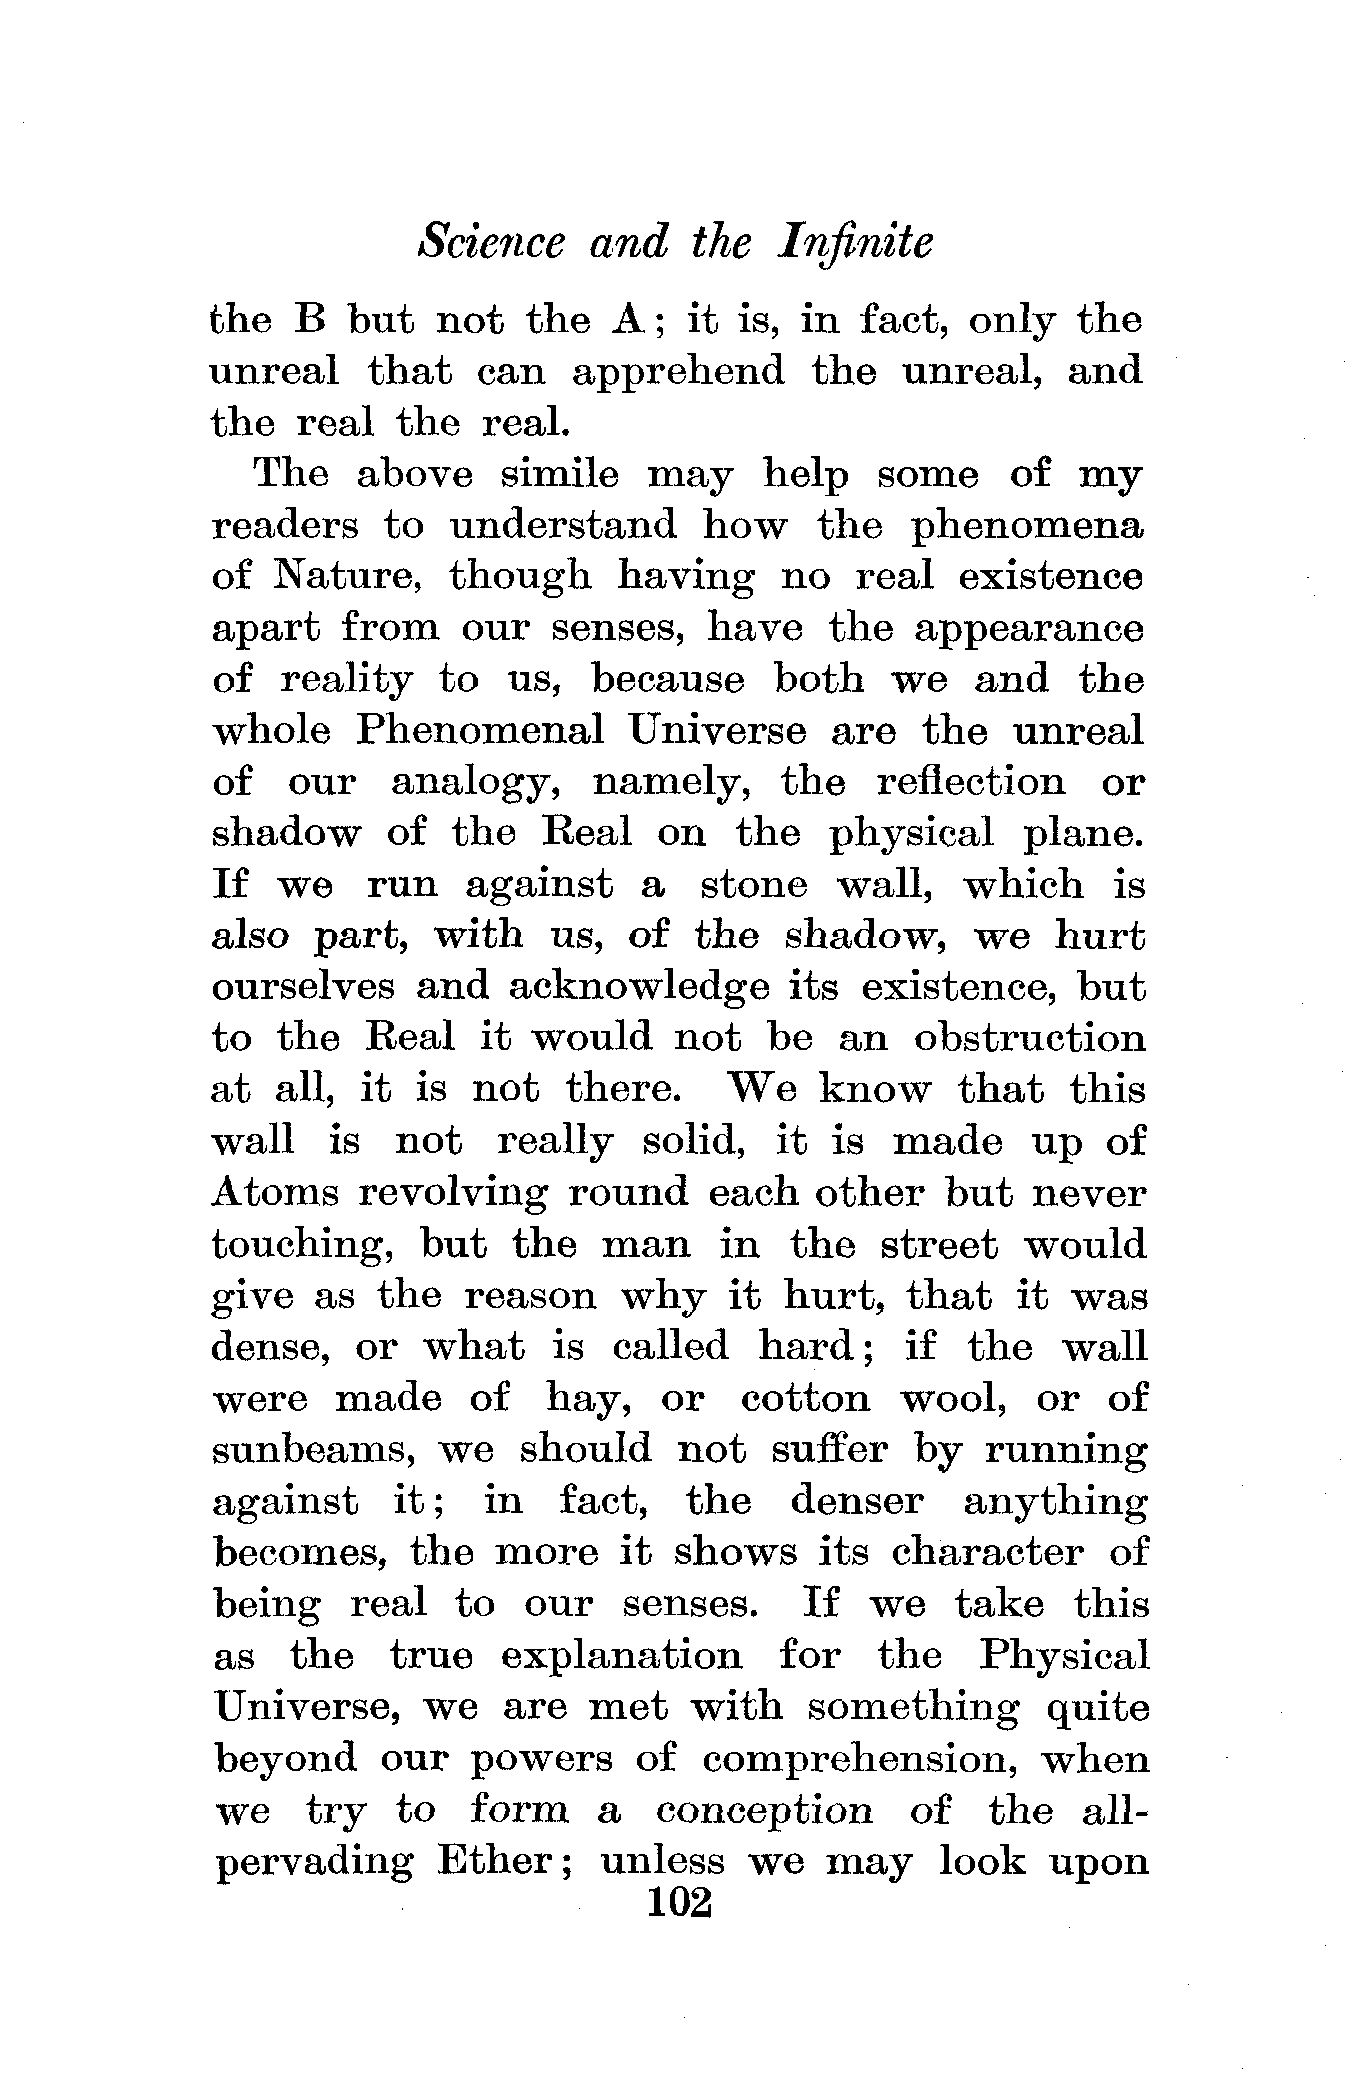 Science and the Infinite
the B but not the A; it is, in fact, only the
unreal that can apprehend the unreal, and
the real the real.
The above simile may help some of my
readers to understand how the phenomena
of Nature, though having no real existence
apart from our senses, have the appearance
of reality to us, because both we and the
whole Phenomenal Universe are the unreal
of our analogy, namely, the reflection or
shadow of the Real on the physical plane.
If we run against a stone wall, which is
also part, with us, of the shadow, we hurt
ourselves and acknowledge its existence, but
to the Real it would not be an obstruction
at all, it is not there. We know that this
wall is not really solid, it is made up of
Atoms revolving round each other but never
touching, but the man in the street would
give as the reason why it hurt, that it was
dense, or what is called hard; if the wall
were made of hay, or cotton wool, or of
sunbeams, we should not suffer by running
against it; in fact, the denser anything
becomes, the more it shows its character of
being real to our senses. If we take this
as the true explanation for the Physical
Universe, we are met with something quite
beyond our powers of comprehension, when
we try to form a conception of the all-
pervading Ether; unless we may look upon
102